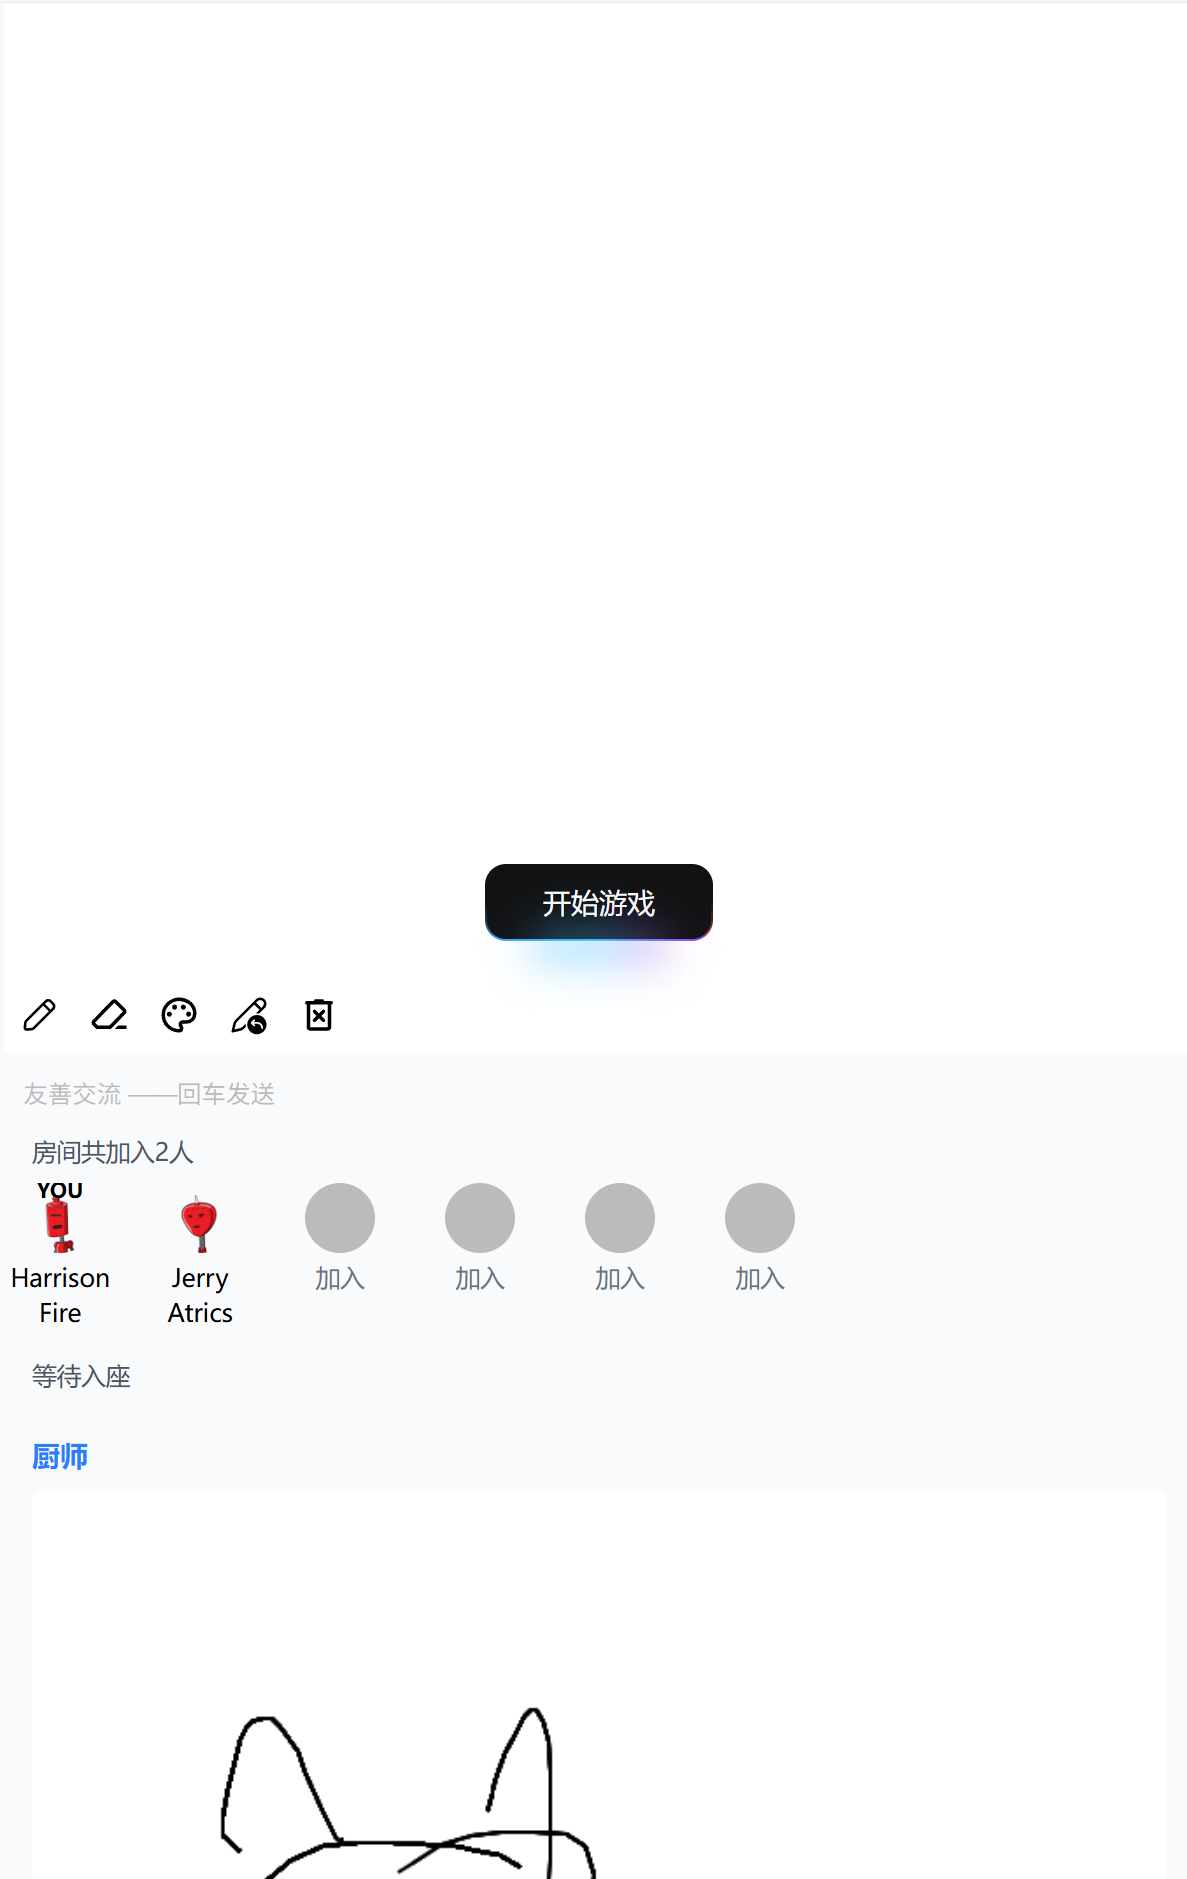 开始游戏
友善交流 ——回车发送
房间共加入2人
YOU
Harrison
Fire
Jerry
Atrics
加入
加入
加入
加入
等待入座
厨师